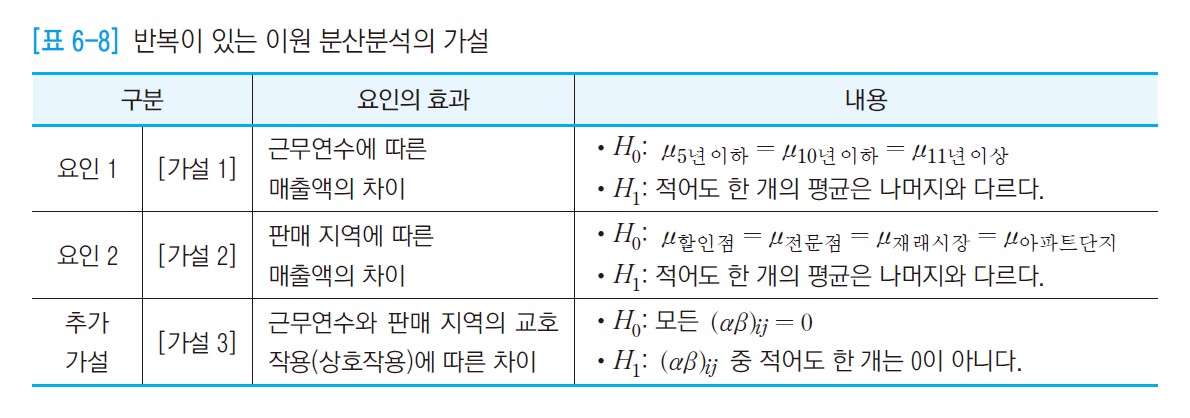 [표 6-8] 반복이 있는 이원 분산분석의 가설
구분 요인의 효과 내용
요인 1 [가설 1] 근무연수에 따른 매출액의 차이
• H₀: μ5년이하 = μ10년이하 = μ11년이상
• H₁: 적어도 한 개의 평균은 나머지와 다르다.
요인 2 [가설 2] 판매 지역에 따른 매출액의 차이
• H₀: μ할인점 = μ전문점 = μ재래시장 = μ아파트단지
• H₁: 적어도 한 개의 평균은 나머지와 다르다.
추가 가설 [가설 3] 근무연수와 판매 지역의 교호작용(상호작용)에 따른 차이
• H₀: 모든 (αβ)ij = 0
• H₁: (αβ)ij 중 적어도 한 개는 0이 아니다.